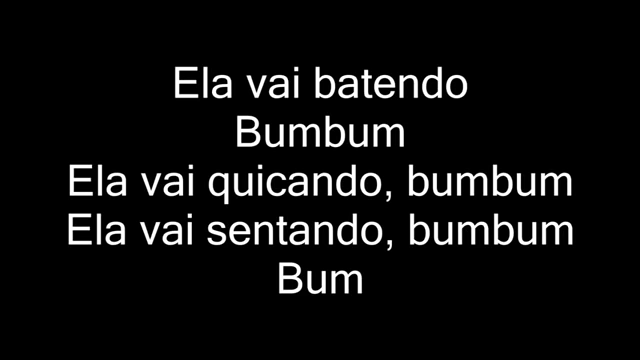 Ela vai batendo
Bumbum
Ela vai quicando, bumbum
Ela vai sentando, bumbum
Bum